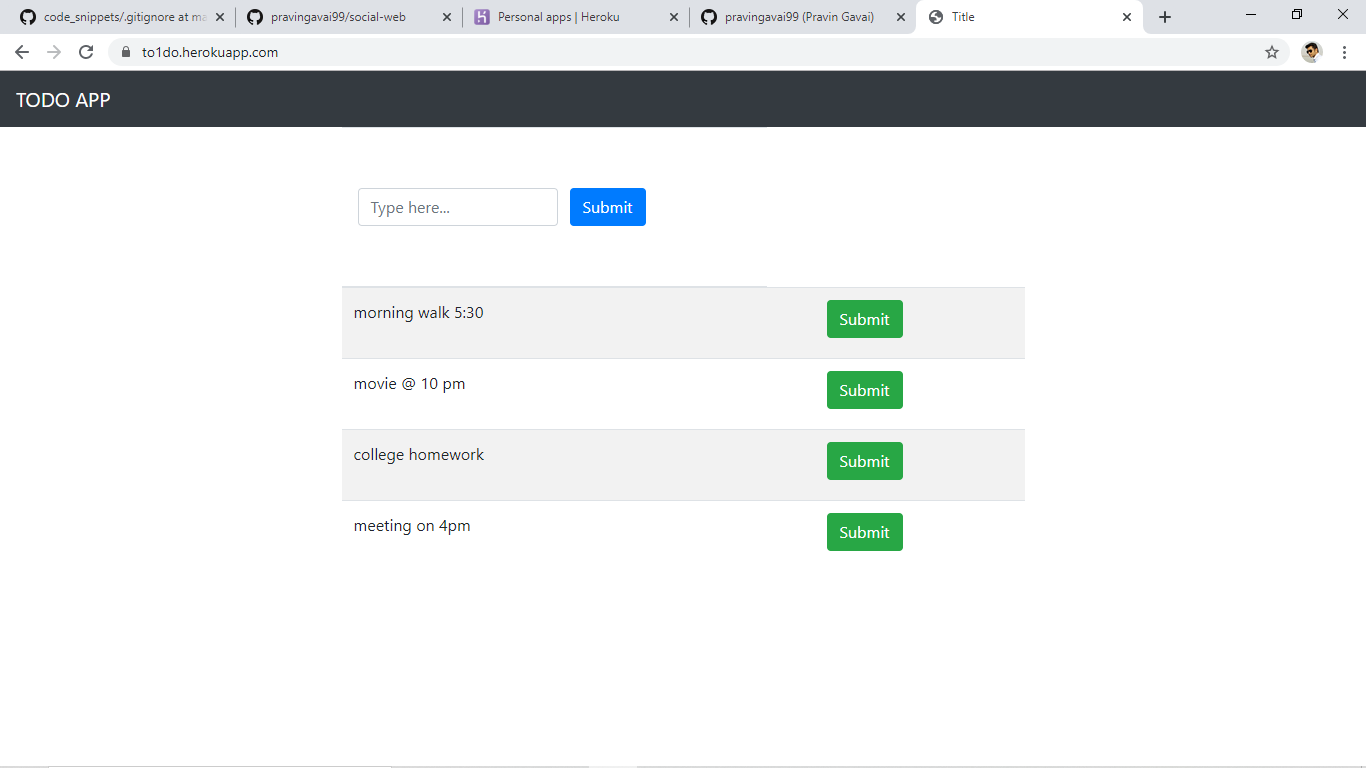 code_snippets/.gitignore at ma
pravingavai99/social-web
Personal apps | Heroku
pravingavai99 (Pravin Gavai)
Title
to1do.herokuapp.com
TODO APP
Type here... Submit
morning walk 5:30 Submit
movie @ 10 pm Submit
college homework Submit
meeting on 4pm Submit